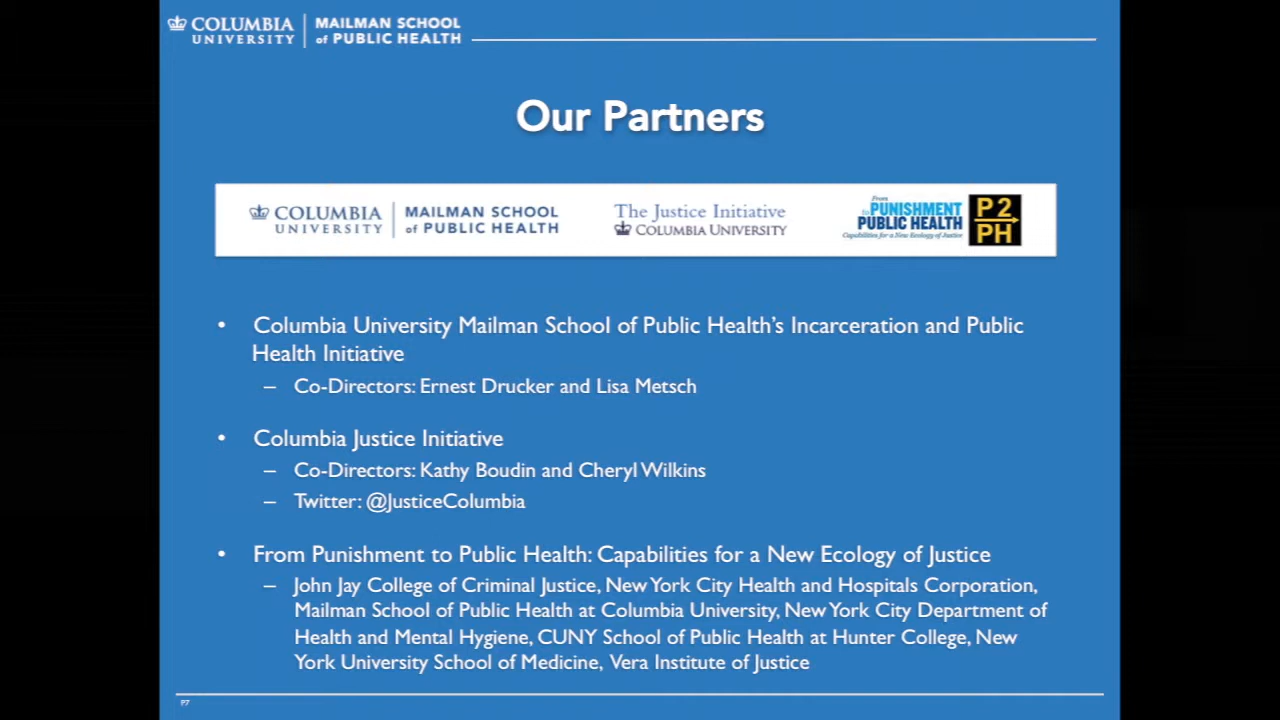 COLUMBIA UNIVERSITY
MAILMAN SCHOOL of PUBLIC HEALTH
Our Partners
COLUMBIA UNIVERSITY
MAILMAN SCHOOL of PUBLIC HEALTH
The Justice Initiative
COLUMBIA UNIVERSITY
From
to PUNISHMENT
PUBLIC HEALTH
Capabilities for a New Ecology of Justice
P2
PH
• Columbia University Mailman School of Public Health's Incarceration and Public
Health Initiative
– Co-Directors: Ernest Drucker and Lisa Metsch
• Columbia Justice Initiative
– Co-Directors: Kathy Boudin and Cheryl Wilkins
– Twitter: @JusticeColumbia
• From Punishment to Public Health: Capabilities for a New Ecology of Justice
– John Jay College of Criminal Justice, New York City Health and Hospitals Corporation,
Mailman School of Public Health at Columbia University, New York City Department of
Health and Mental Hygiene, CUNY School of Public Health at Hunter College, New
York University School of Medicine, Vera Institute of Justice
P7